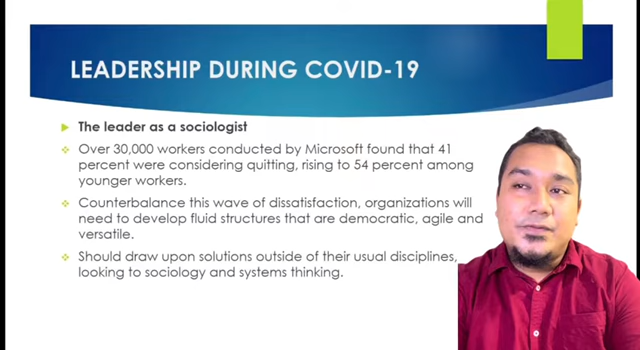 LEADERSHIP DURING COVID-19
The leader as a sociologist
Over 30,000 workers conducted by Microsoft found that 41
percent were considering quitting, rising to 54 percent among
younger workers.
Counterbalance this wave of dissatisfaction, organizations will
need to develop fluid structures that are democratic, agile and
versatile.
Should draw upon solutions outside of their usual disciplines,
looking to sociology and systems thinking.